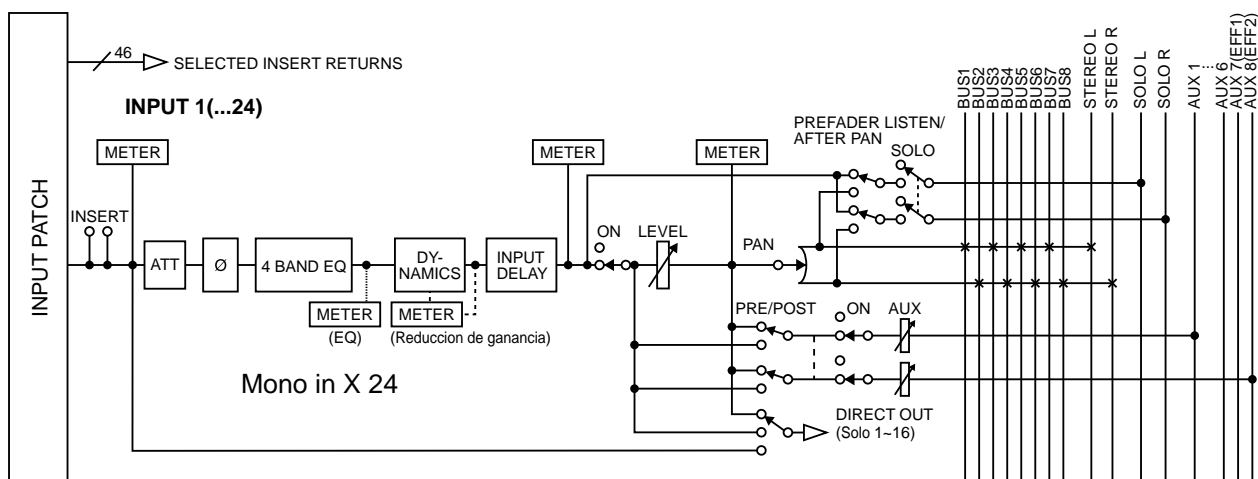 46
SELECTED INSERT RETURNS
INPUT 1(...24)
INPUT PATCH
METER
METER
METER
INSERT
ATT
Ø
4 BAND EQ
DY-
NAMICS
INPUT
DELAY
ON
LEVEL
PAN
METER
(EQ)
METER
(Reduccion de ganancia)
Mono in X 24
PREFADER LISTEN/
AFTER PAN
SOLO
PRE/POST
ON
AUX
DIRECT OUT
(Solo 1~16)
BUS1
BUS2
BUS3
BUS4
BUS5
BUS6
BUS7
BUS8
STEREO L
STEREO R
SOLO L
SOLO R
AUX 1
...
AUX 6
AUX 7(EFF1)
AUX 8(EFF2)